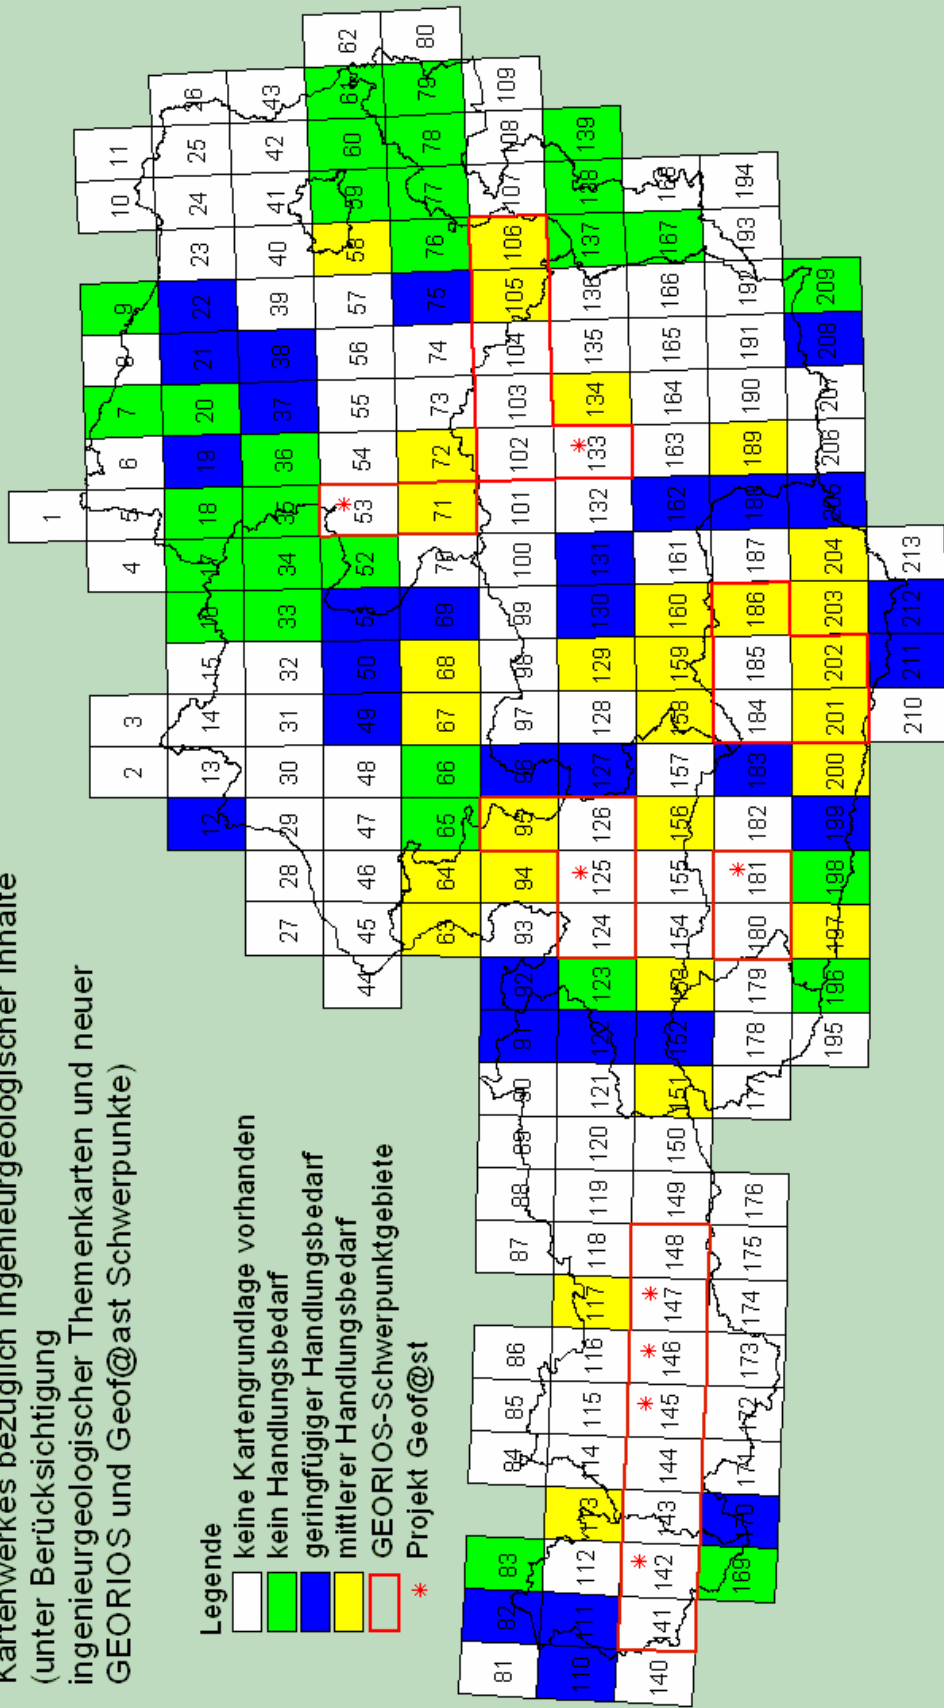 Kartenwerkes bezüglich ingenieurgeologischer Inhalte
(unter Berücksichtigung
ingenieurgeologischer Themenkarten und neuer
GEORIOS und Geof@ast Schwerpunkte)
Legende
keine Kartengrundlage vorhanden
kein Handlungsbedarf
geringfügiger Handlungsbedarf
mittlrer Handlungsbedarf
GEORIOS-Schwerpunktgebiete
* Projekt Geof@st
1
2 3 4 5 6 7 8 9 10 11
12 13 14 15 16 17 18 19 20 21 22 23 24 25 26
27 28 29 30 31 32 33 34 35 36 37 38 39 40 41 42 43
44 45 46 47 48 49 50 51 52 53 54 55 56 57 58 59 60 61 62
63 64 65 66 67 68 69 70 71 72 73 74 75 76 77 78 79 80
81 82 83 84 85 86 87 88 89 90 91 92 93 94 95 96 97 98 99 100 101 102 103 104 105 106 107 108 109
110 111 112 113 114 115 116 117 118 119 120 121 122 123 124 125 126 127 128 129 130 131 132 133 134 135 136 137 138 139
140 141 142 143 144 145 146 147 148 149 150 151 152 153 154 155 156 157 158 159 160 161 162 163 164 165 166 167 168
169 170 171 172 173 174 175 176 177 178 179 180 181 182 183 184 185 186 187 188 189 190 191 192 193 194
195 196 197 198 199 200 201 202 203 204 205 206 207 208 209
210 211 212 213